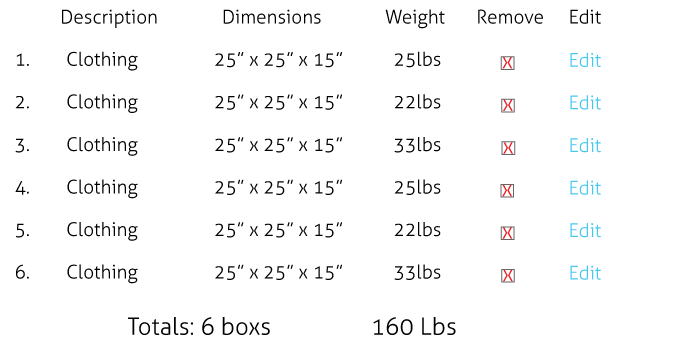 Description Dimensions Weight Remove Edit
1. Clothing 25” x 25” x 15” 25lbs X Edit
2. Clothing 25” x 25” x 15” 22lbs X Edit
3. Clothing 25” x 25” x 15” 33lbs X Edit
4. Clothing 25” x 25” x 15” 25lbs X Edit
5. Clothing 25” x 25” x 15” 22lbs X Edit
6. Clothing 25” x 25” x 15” 33lbs X Edit
Totals: 6 boxs 160 Lbs